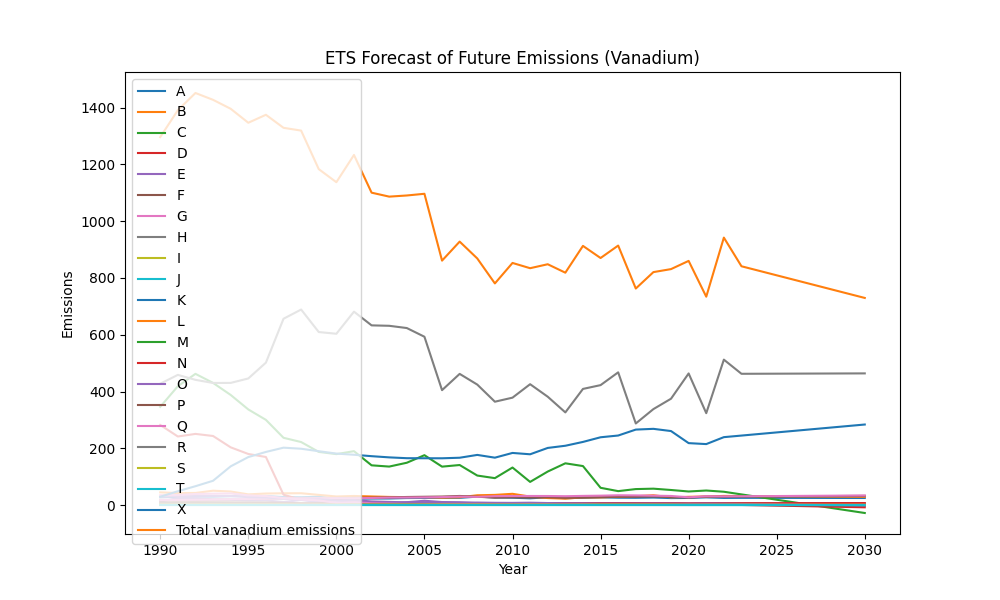 ETS Forecast of Future Emissions (Vanadium)
Emissions
1400
1200
1000
800
600
400
200
0
A
B
C
D
E
F
G
H
I
J
K
L
M
N
O
P
Q
R
S
T
X
Total vanadium emissions
1990
1995
2000
2005
2010
2015
2020
2025
2030
Year